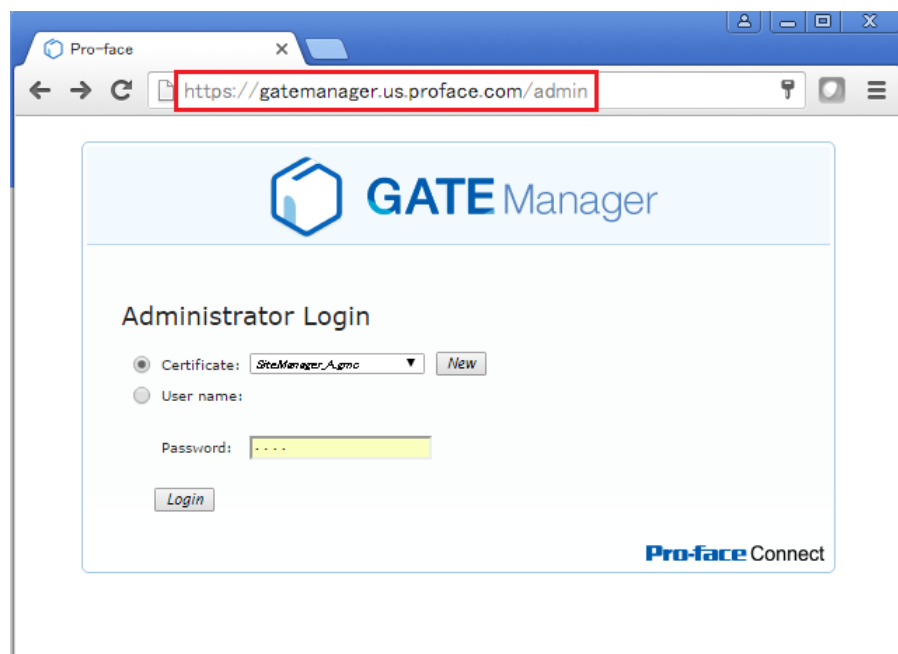 Pro-face
https://gatemanager.us.proface.com/admin
GATE Manager
Administrator Login
Certificate: SiteManager_A.gmc New
User name:
Password: ....
Login
Pro-face Connect